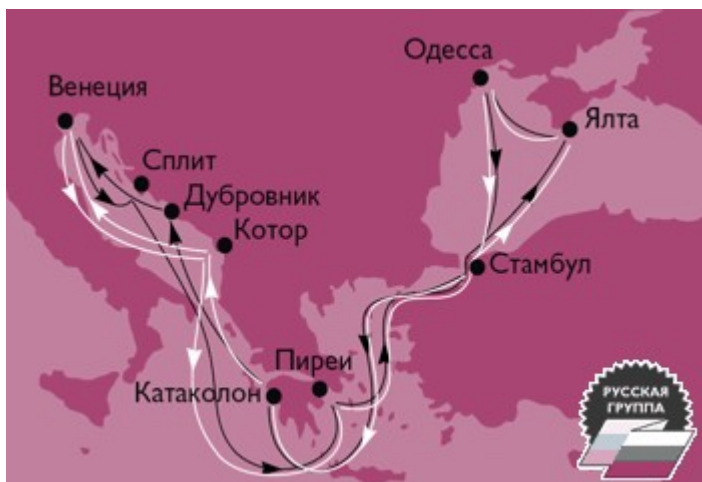 Одесса
Венеция
Ялта
Сплит
Дубровник
Котор
Стамбул
Пиреи
Катаколон
РУССКАЯ
ГРУППА